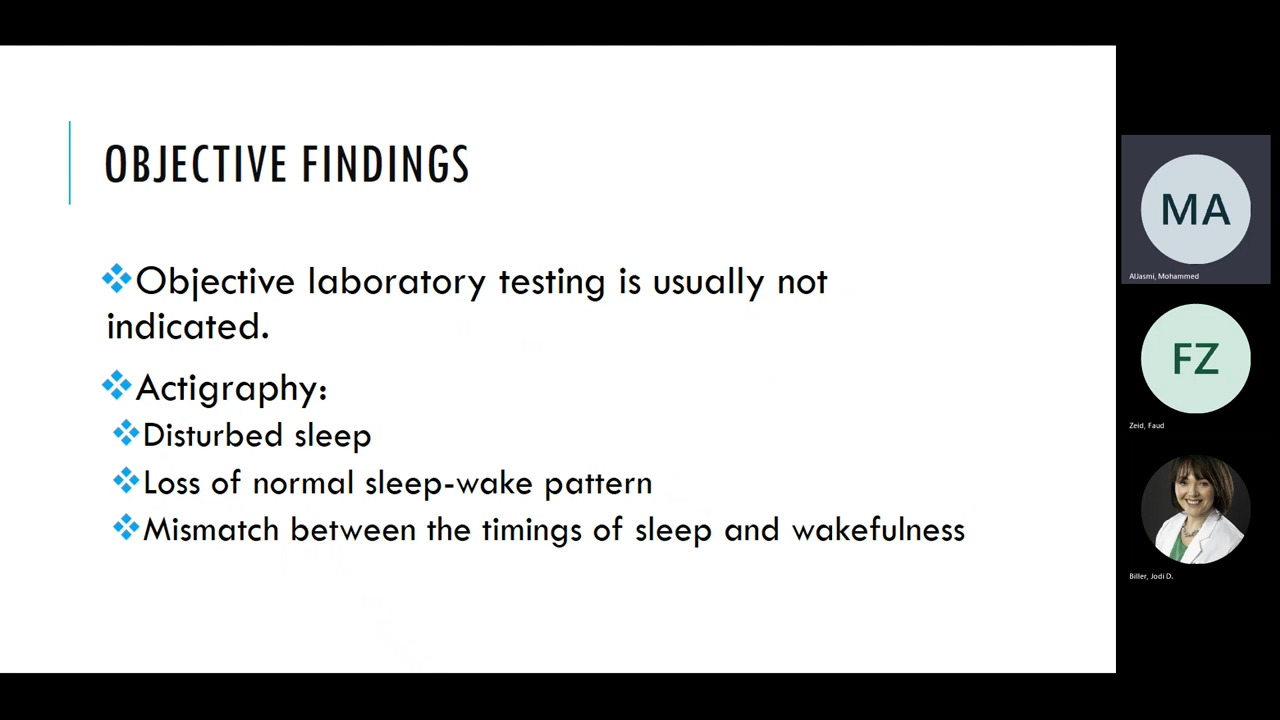 OBJECTIVE FINDINGS
Objective laboratory testing is usually not
indicated.
Actigraphy:
Disturbed sleep
Loss of normal sleep-wake pattern
Mismatch between the timings of sleep and wakefulness
MA
AlJasmi, Mohammed
FZ
Zeid, Faud
Biller, Jodi D.